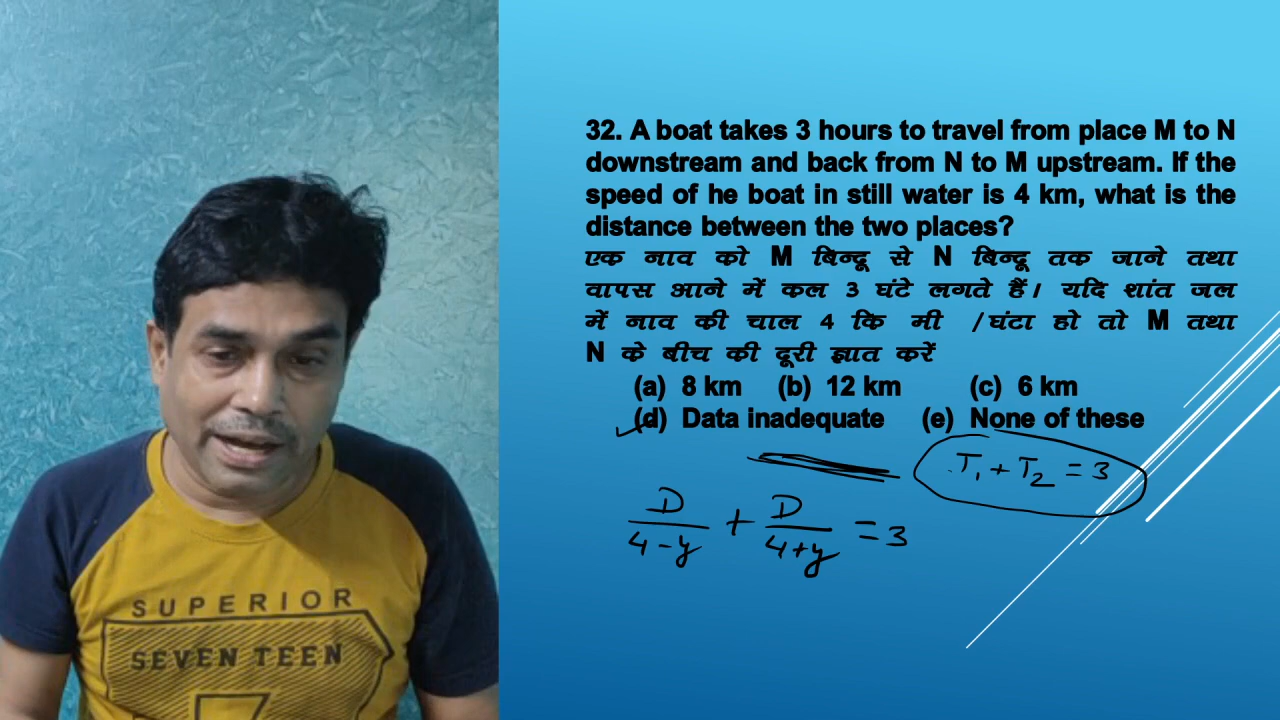 32. A boat takes 3 hours to travel from place M to N
downstream and back from N to M upstream. If the
speed of he boat in still water is 4 km, what is the
distance between the two places?
एक नाव को M बिन्दू से N बिन्दू तक जाने तथा
वापस आने में कल 3 घंटे लगते हैं। यदि शांत जल
में नाव की चाल 4 कि मी /घंटा हो तो M तथा
N के बीच की दूरी ज्ञात करें
(a) 8 km (b) 12 km (c) 6 km
(d) Data inadequate (e) None of these
T₁ + T₂ = 3
D/4-y + D/4+y = 3
SUPERIOR
SEVEN TEEN